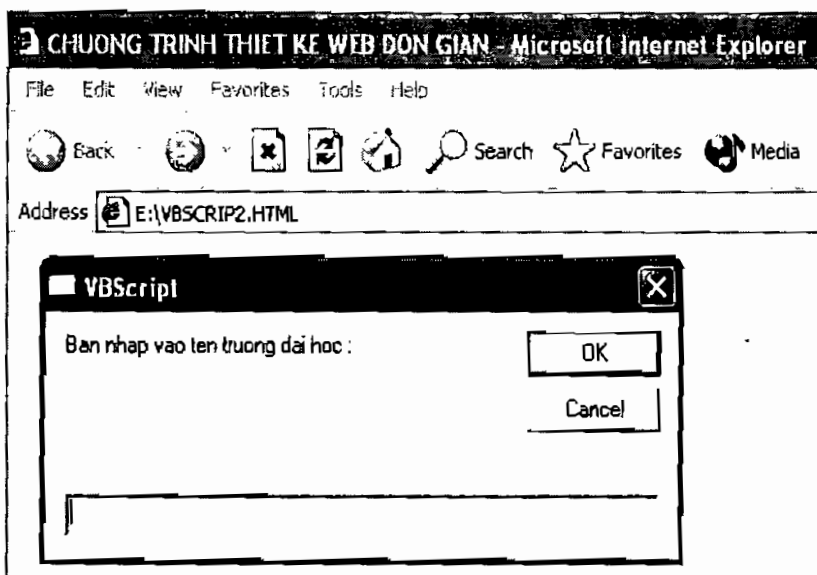 CHUONG TRINH THIET KE WEB DON GIAN - Microsoft Internet Explorer
File Edit View Favorites Tools Help
Back Search Favorites Media
Address E:\VBSCRIP2.HTML
VBScript
Ban nhap vao ten truong dai hoc :
OK
Cancel